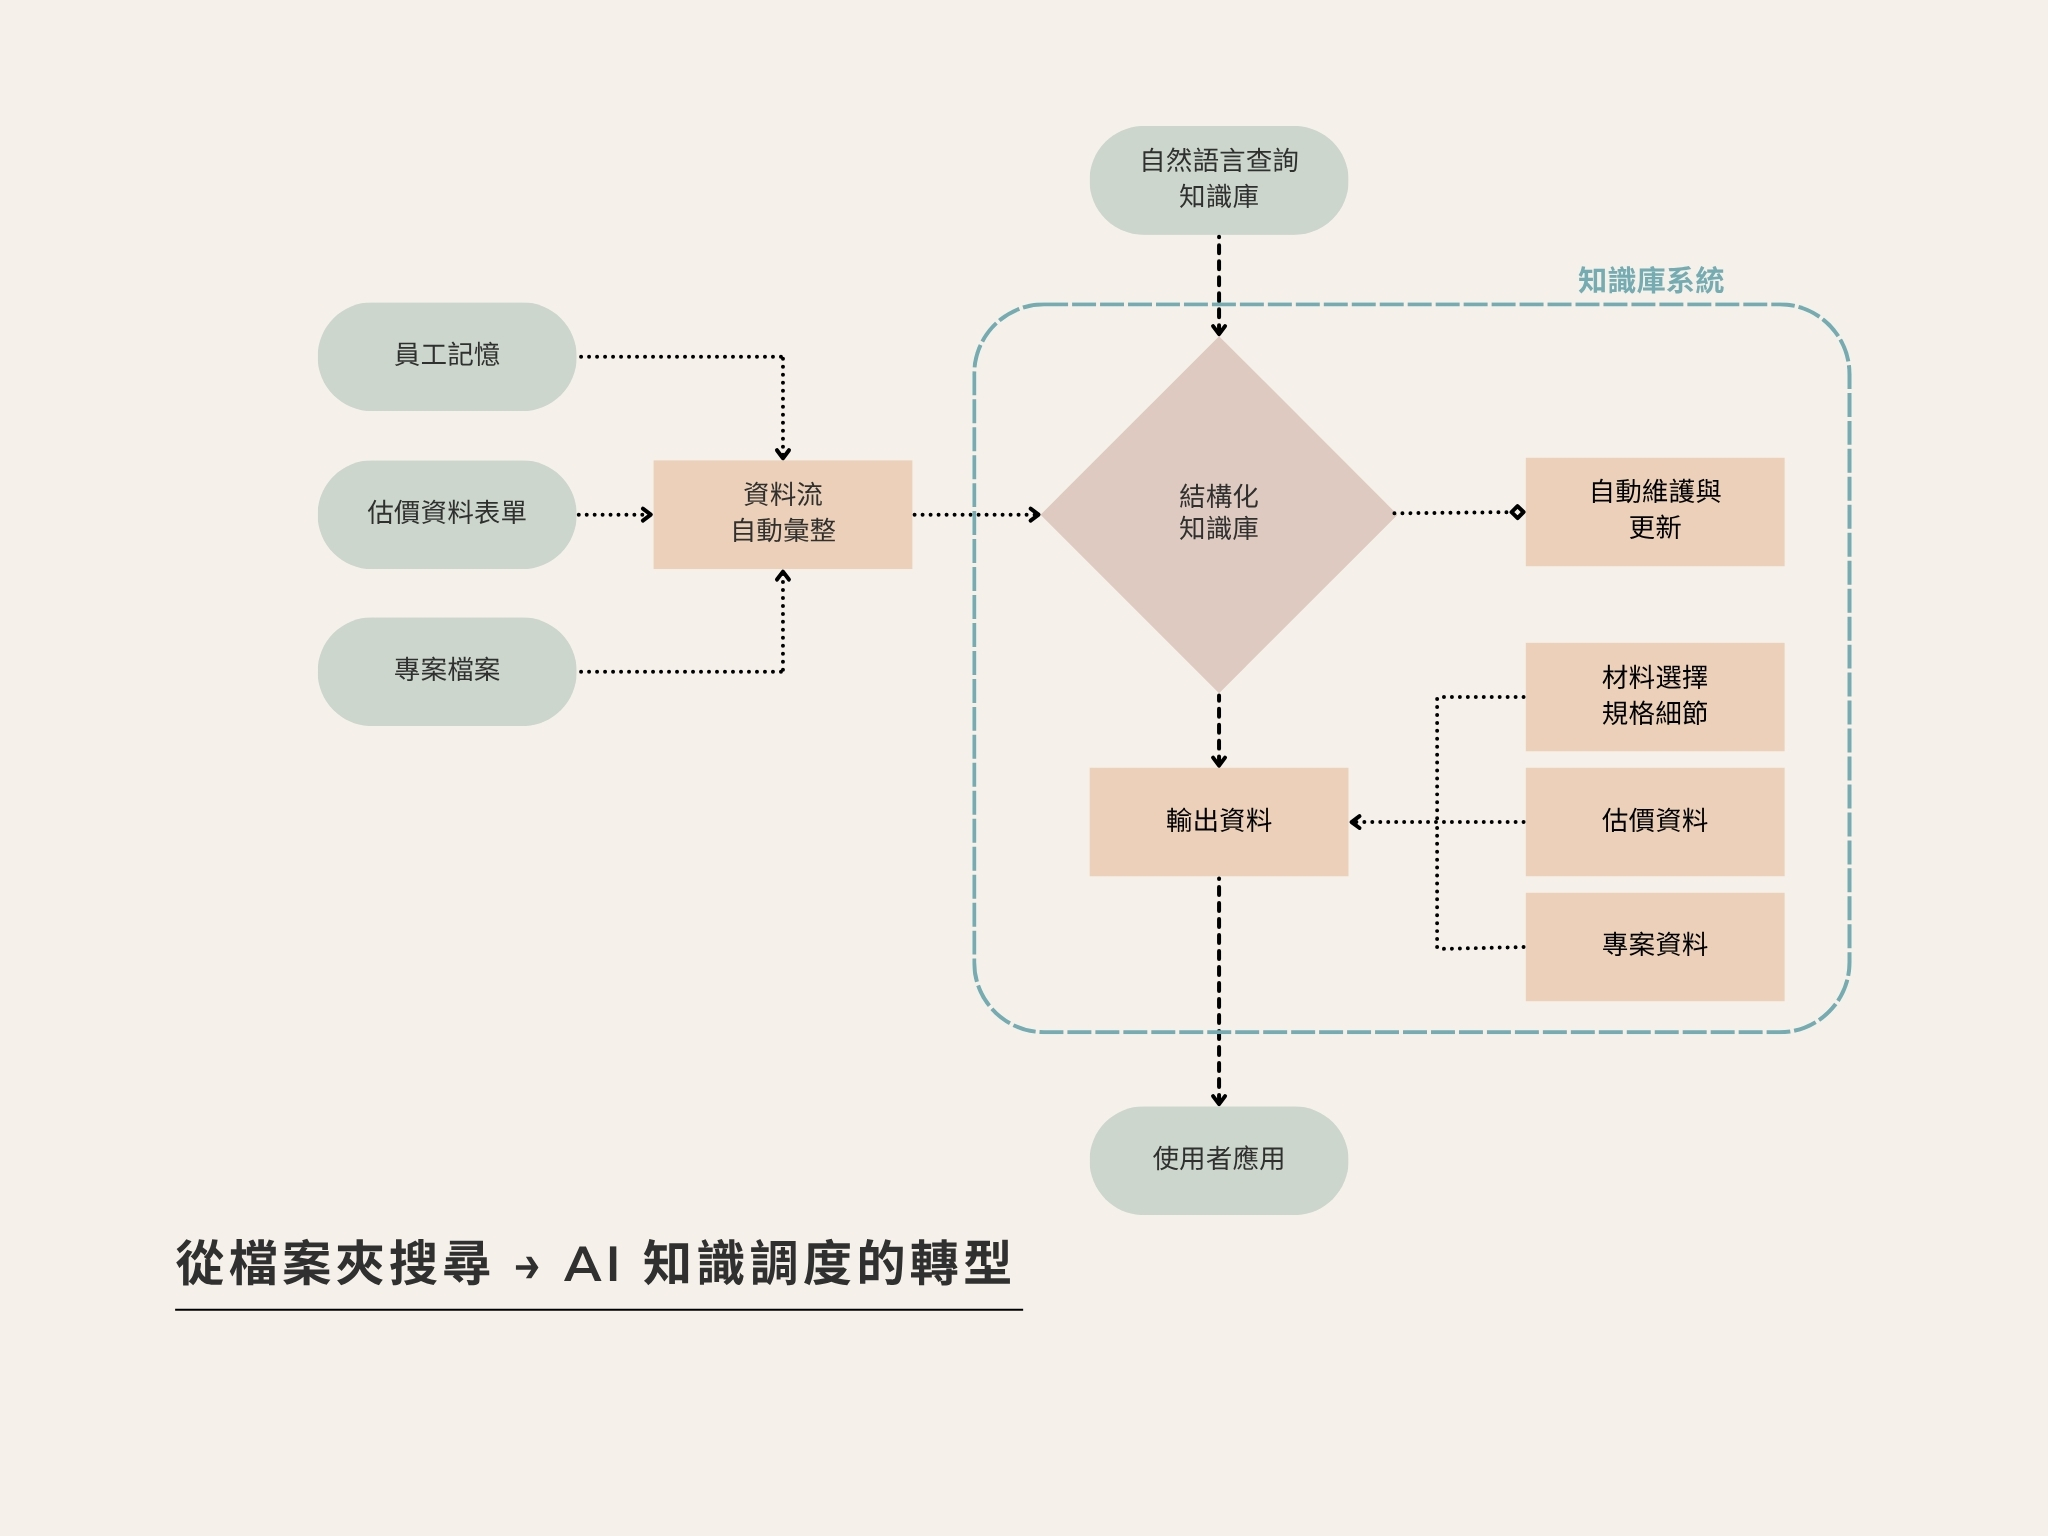 自然語言查詢
知識庫
知識庫系統
員工記憶
估價資料表單
專案檔案
資料流
自動彙整
結構化
知識庫
自動維護與
更新
材料選擇
規格細節
輸出資料
估價資料
專案資料
使用者應用
從檔案夾搜尋 → AI 知識調度的轉型